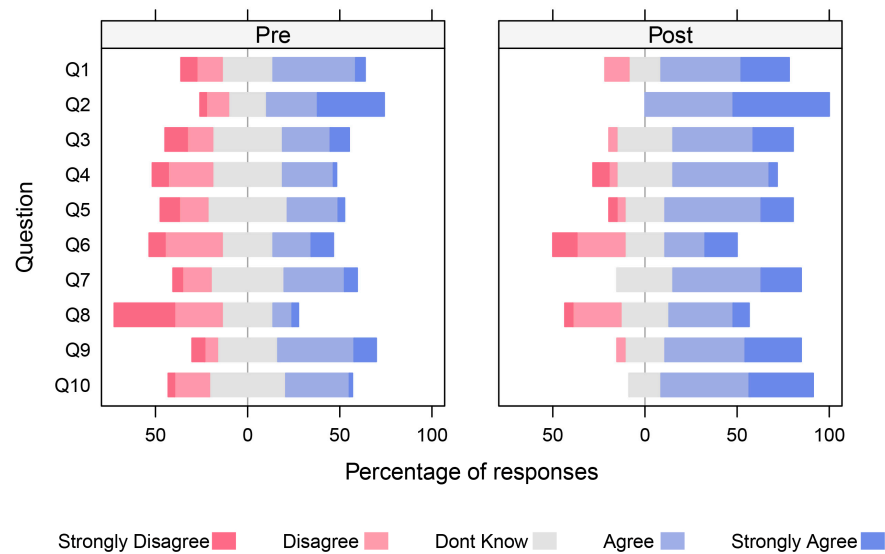 Pre
Post
Q1
Q2
Q3
Q4
Q5
Q6
Q7
Q8
Q9
Q10
Question
50 0 50 100
50 0 50 100
Percentage of responses
Strongly Disagree Disagree Dont Know Agree Strongly Agree